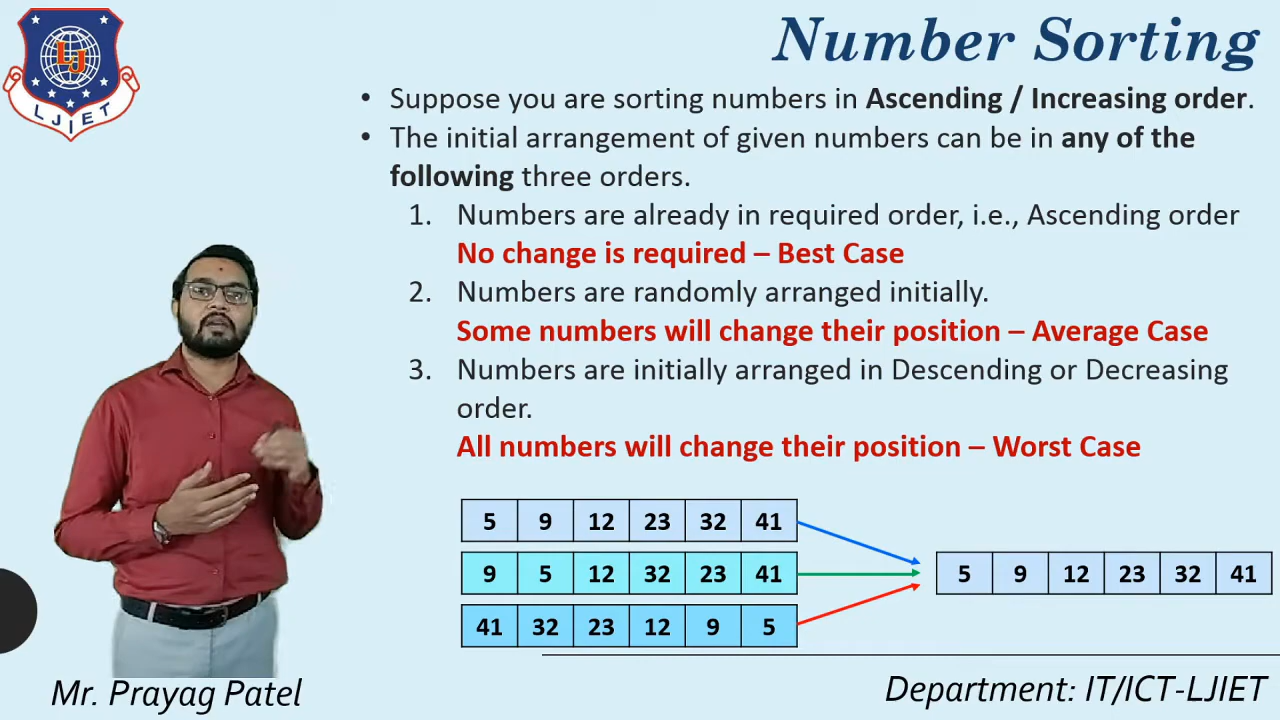 Number Sorting
LJ
LJIET
• Suppose you are sorting numbers in Ascending / Increasing order.
• The initial arrangement of given numbers can be in any of the
following three orders.
1. Numbers are already in required order, i.e., Ascending order
No change is required – Best Case
2. Numbers are randomly arranged initially.
Some numbers will change their position – Average Case
3. Numbers are initially arranged in Descending or Decreasing
order.
All numbers will change their position – Worst Case
5 9 12 23 32 41
9 5 12 32 23 41
5 9 12 23 32 41
41 32 23 12 9 5
Mr. Prayag Patel
Department: IT/ICT-LJIET